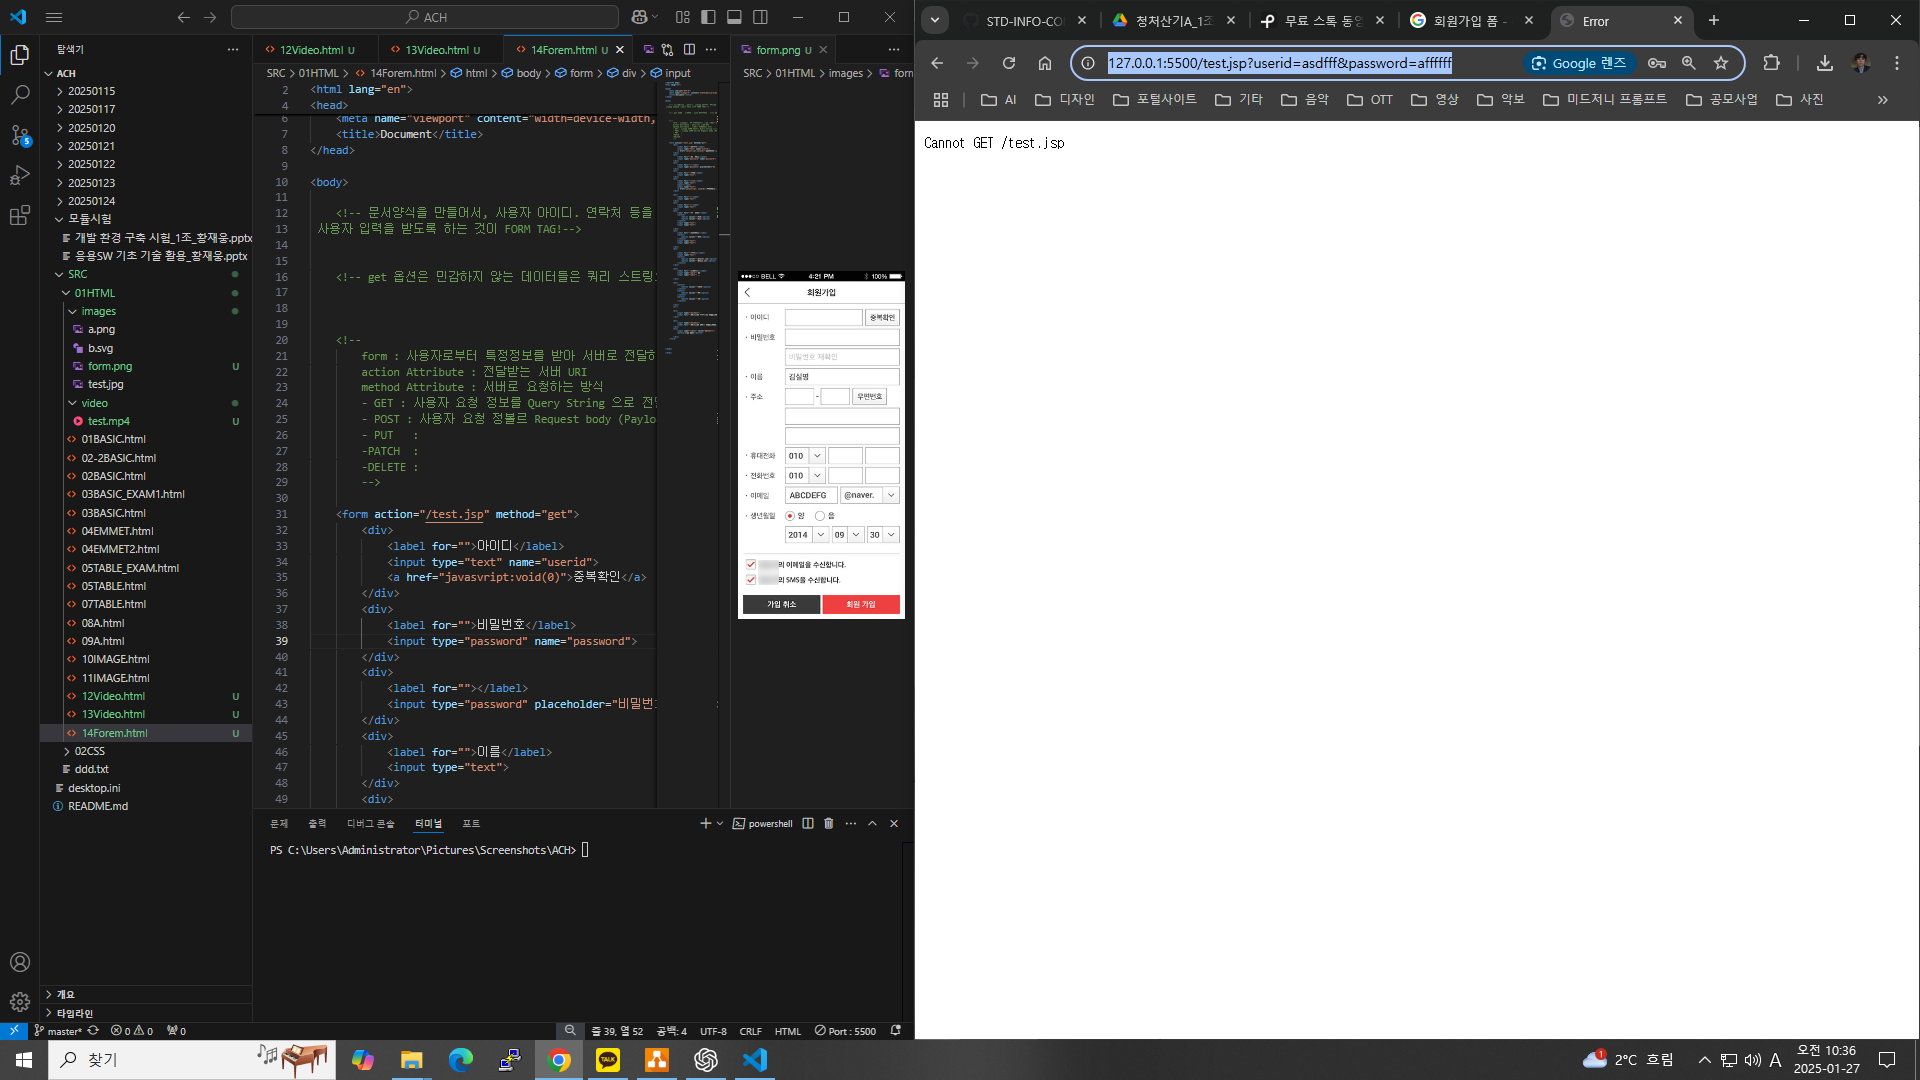 ACH
탐색기
ACH
20250115
20250117
20250120
20250121
20250122
20250123
20250124
모듈시험
개발 환경 구축 시험_1조_황재웅.pptx
응용SW 기초 기술 활용_황재웅.pptx
SRC
01HTML
images
a.png
b.svg
form.png U
test.jpg
video
test.mp4 U
01BASIC.html
02-2BASIC.html
02BASIC.html
03BASIC_EXAM1.html
03BASIC.html
04EMMET.html
04EMMET2.html
05TABLE_EXAM.html
05TABLE.html
07TABLE.html
08A.html
09A.html
10IMAGE.html
11IMAGE.html
12Video.html U
13Video.html U
14Forem.html U
02CSS
ddd.txt
desktop.ini
README.md
개요
타임라인
12Video.html U
13Video.html U
14Forem.html U
SRC > 01HTML > 14Forem.html > html > body > form > div > input
2 <html lang="en">
4 <head>
6 <meta name="viewport" content="width=device-width,
7 <title>Document</title>
8 </head>
9
10 <body>
11
12 <!-- 문서양식을 만들어서, 사용자 아이디. 연락처 등을
13 사용자 입력을 받도록 하는 것이 FORM TAG!-->
14
15
16 <!-- get 옵션은 민감하지 않는 데이터들은 쿼리 스트링
17
18
19
20 <!--
21 form : 사용자로부터 특정정보를 받아 서버로 전달하
22 action Attribute : 전달받는 서버 URI
23 method Attribute : 서버로 요청하는 방식
24 - GET : 사용자 요청 정보를 Query String 으로 전
25 - POST : 사용자 요청 정볼르 Request body (Paylo
26 - PUT :
27 -PATCH :
28 -DELETE :
29 -->
30
31 <form action="/test.jsp" method="get">
32 <div>
33 <label for="">아이디</label>
34 <input type="text" name="userid">
35 <a href="javasvript:void(0)">중복확인</a>
36 </div>
37 <div>
38 <label for="">비밀번호</label>
39 <input type="password" name="password">
40 </div>
41 <div>
42 <label for=""></label>
43 <input type="password" placeholder="비밀번
44 </div>
45 <div>
46 <label for="">이름</label>
47 <input type="text">
48 </div>
49 <div>
문제 출력 디버그 콘솔 터미널 포트
powershell
PS C:\Users\Administrator\Pictures\Screenshots\ACH>
form.png U
SRC > 01HTML > images > form
BELL 4:21 PM 100%
회원가입
· 아이디 중복확인
· 비밀번호
비밀번호 재확인
· 이름 김실명
· 주소 - 우편번호
· 휴대전화 010
· 전화번호 010
· 이메일 ABCDEFG @naver.
· 생년월일 양 음
2014 09 30
의 이메일을 수신합니다.
의 SMS을 수신합니다.
가입 취소 회원 가입
5
master* 0 0 0
줄 39, 열 52 공백: 4 UTF-8 CRLF HTML Port : 5500
STD-INFO-CO
청처산기A_1조
무료 스톡 동영
회원가입 폼 -
Error
127.0.0.1:5500/test.jsp?userid=asdfff&password=affffff
Google 렌즈
AI 디자인 포털사이트 기타 음악 OTT 영상 악보 미드저니 프롬프트 공모사업 사진
Cannot GET /test.jsp
찾기
TALK
1
2°C 흐림
A
오전 10:36
2025-01-27